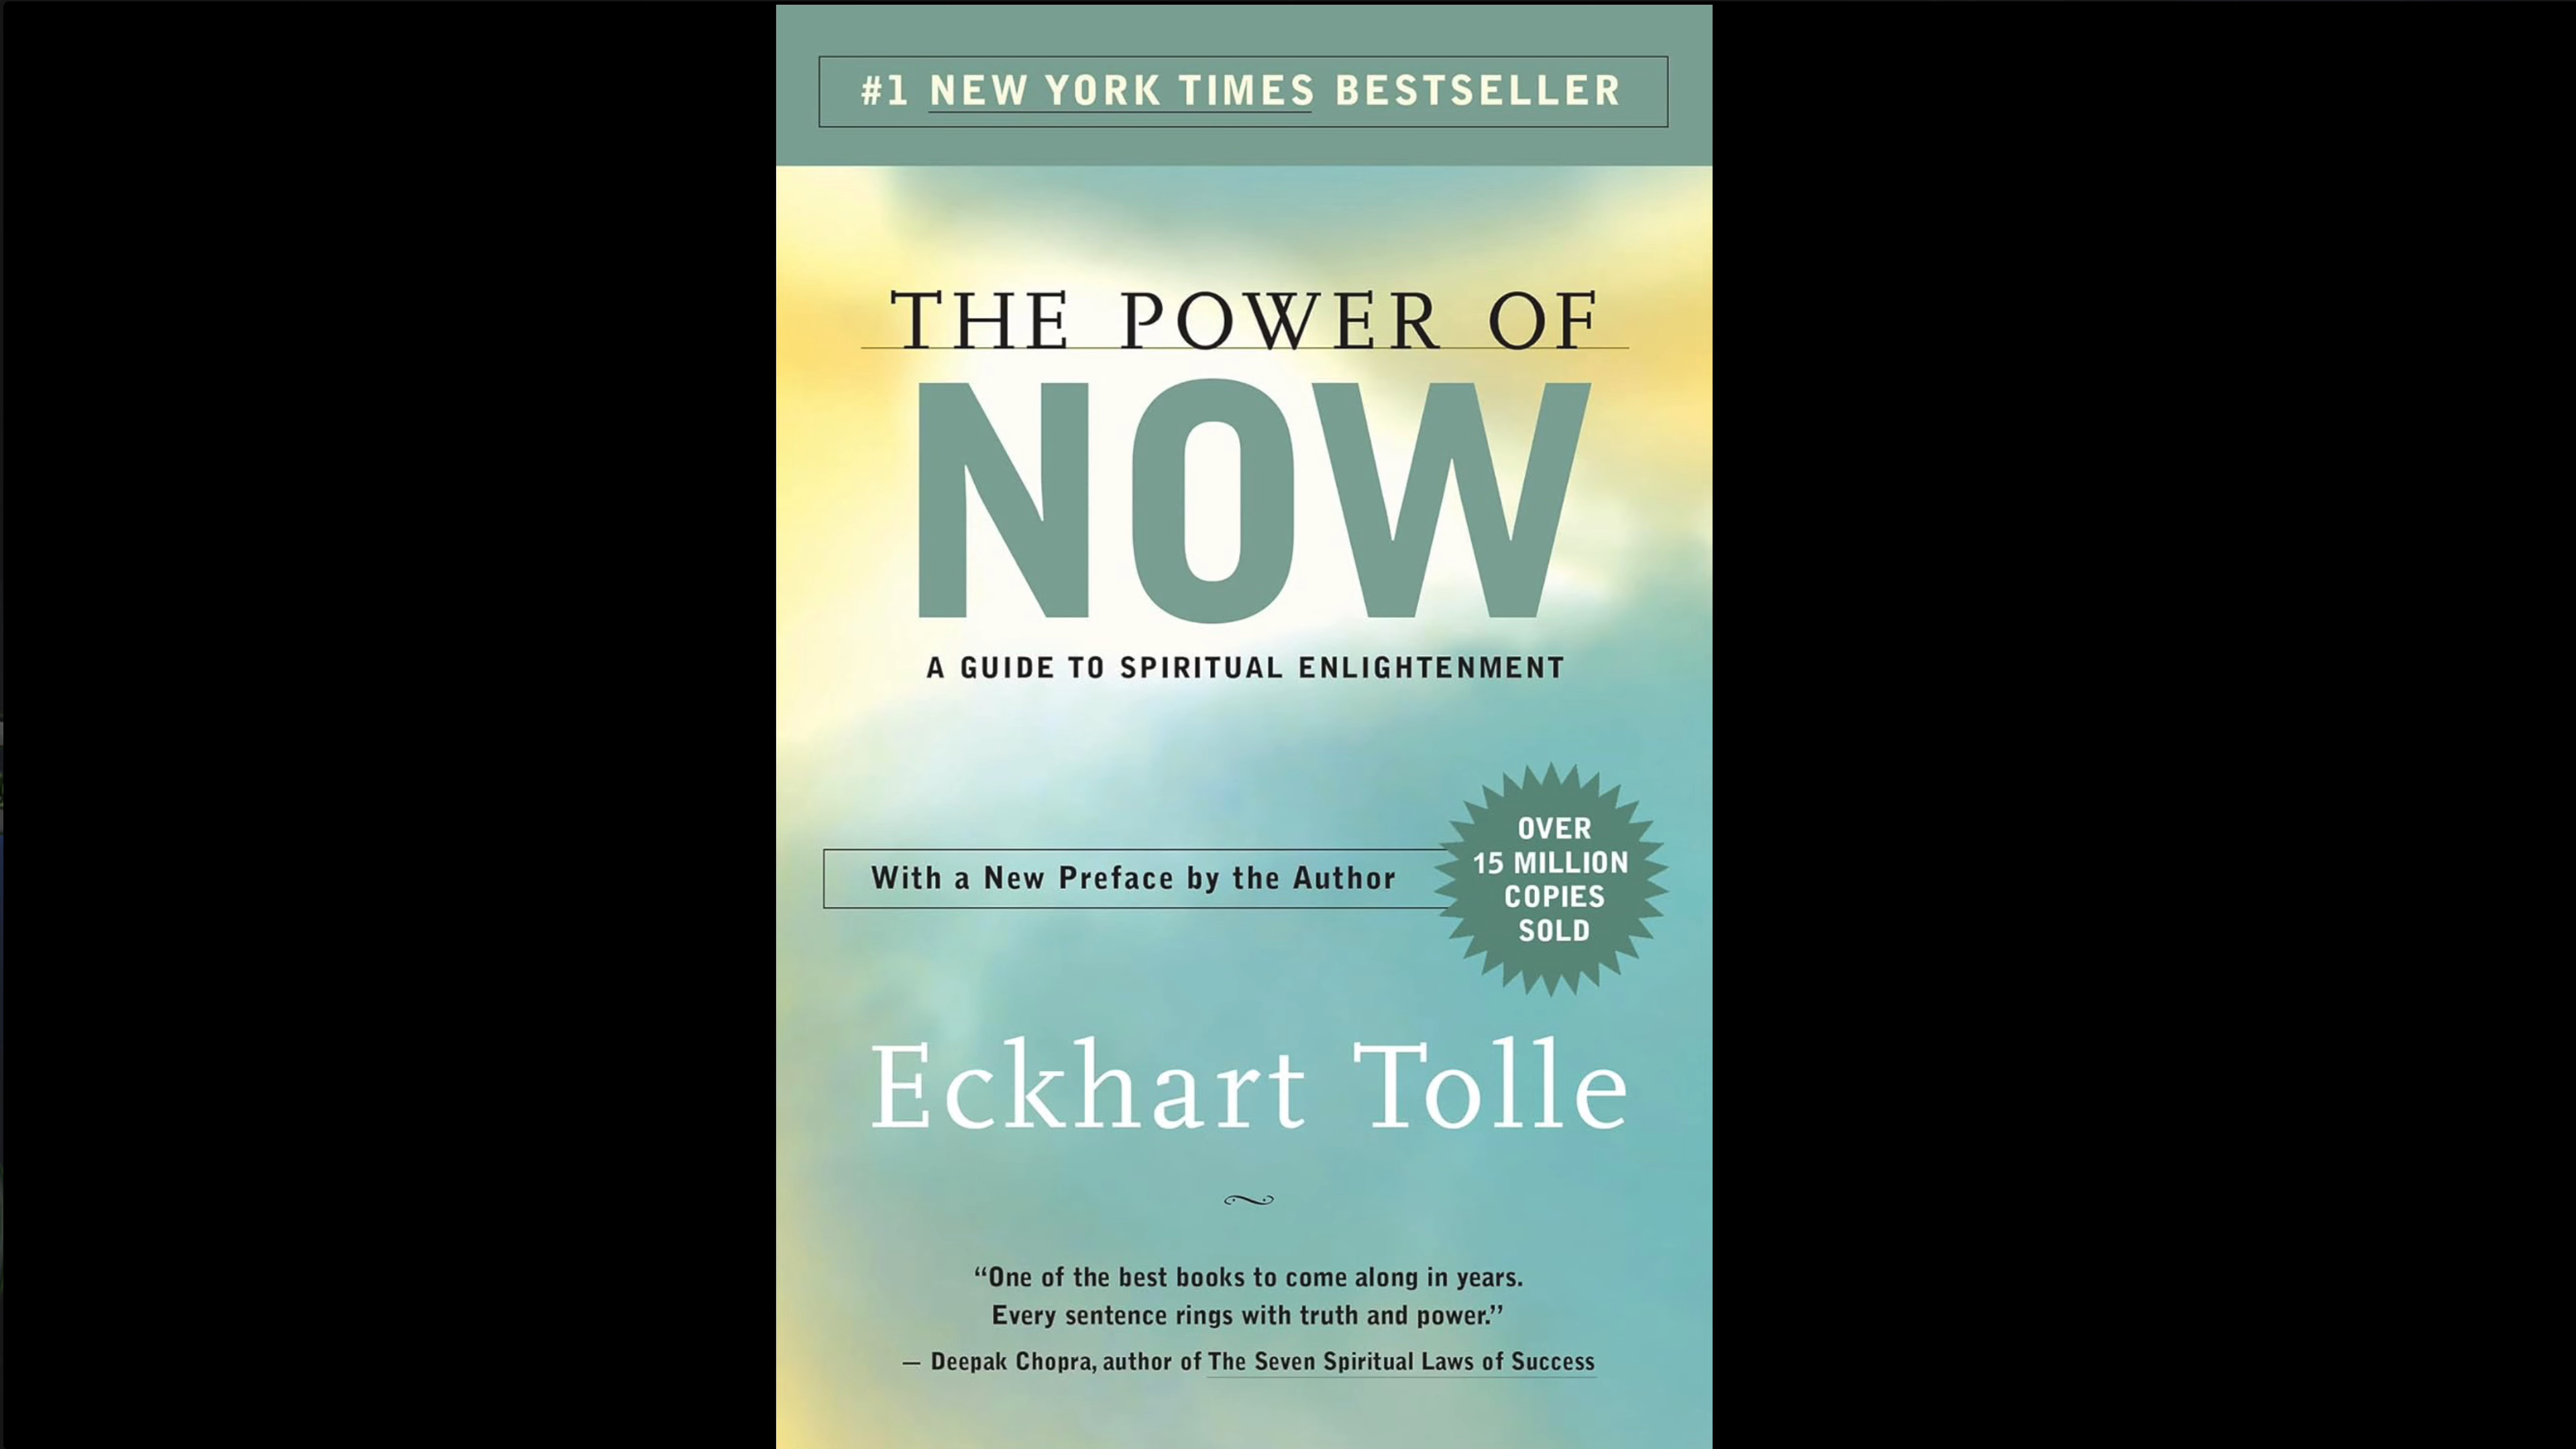 #1 NEW YORK TIMES BESTSELLER
THE POWER OF
NOW
A GUIDE TO SPIRITUAL ENLIGHTENMENT
With a New Preface by the Author
OVER
15 MILLION
COPIES
SOLD
Eckhart Tolle
“One of the best books to come along in years.
Every sentence rings with truth and power.”
— Deepak Chopra, author of The Seven Spiritual Laws of Success